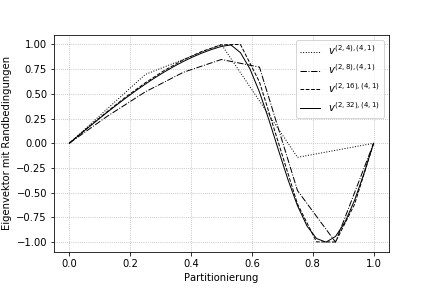 1.00
0.75
0.50
0.25
0.00
−0.25
−0.50
−0.75
−1.00
Eigenvektor mit Randbedingungen
v(2, 4), (4, 1)
v(2, 8), (4, 1)
v(2, 16), (4, 1)
v(2, 32), (4, 1)
0.0 0.2 0.4 0.6 0.8 1.0
Partitionierung